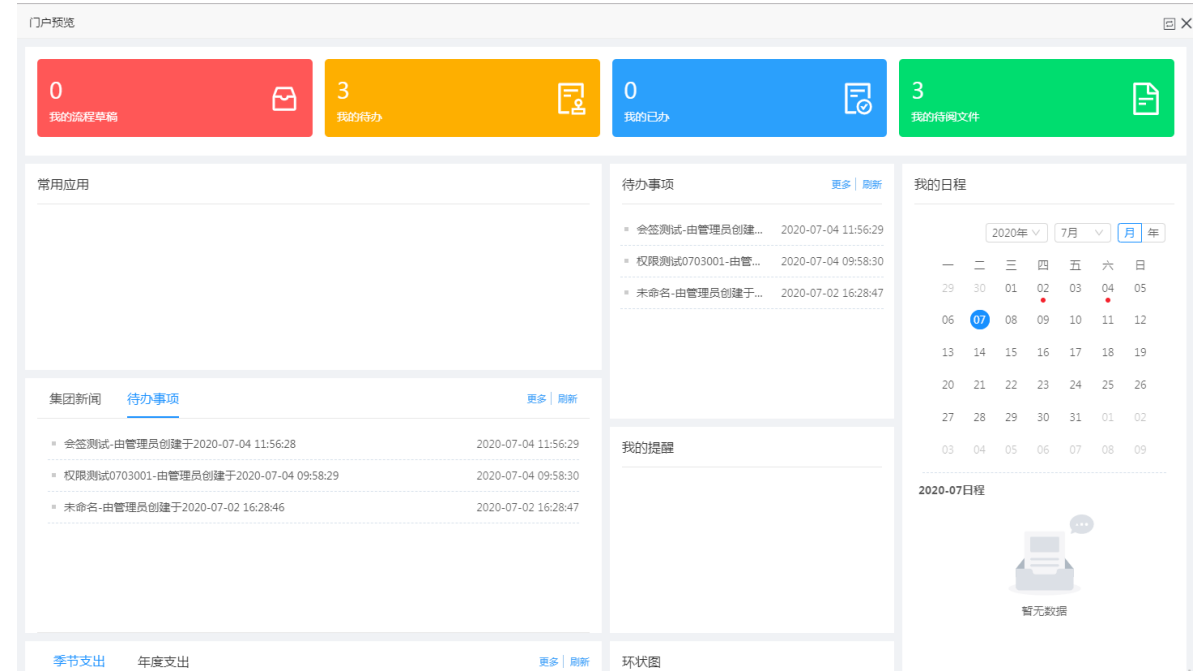 门户预览
0
我的流程草稿
3
我的待办
0
我的已办
3
我的待阅文件
常用应用
集团新闻 待办事项 更多 刷新
会签测试-由管理员创建于2020-07-04 11:56:28 2020-07-04 11:56:29
权限测试0703001-由管理员创建于2020-07-04 09:58:29 2020-07-04 09:58:30
未命名-由管理员创建于2020-07-02 16:28:46 2020-07-02 16:28:47
季节支出 年度支出 更多 刷新
待办事项 更多 刷新
会签测试-由管理员创建... 2020-07-04 11:56:29
权限测试0703001-由管... 2020-07-04 09:58:30
未命名-由管理员创建于... 2020-07-02 16:28:47
我的提醒
环状图
我的日程
2020年 7月 月 年
一 二 三 四 五 六 日
29 30 01 02 03 04 05
06 07 08 09 10 11 12
13 14 15 16 17 18 19
20 21 22 23 24 25 26
27 28 29 30 31 01 02
03 04 05 06 07 08 09
2020-07日程
暂无数据